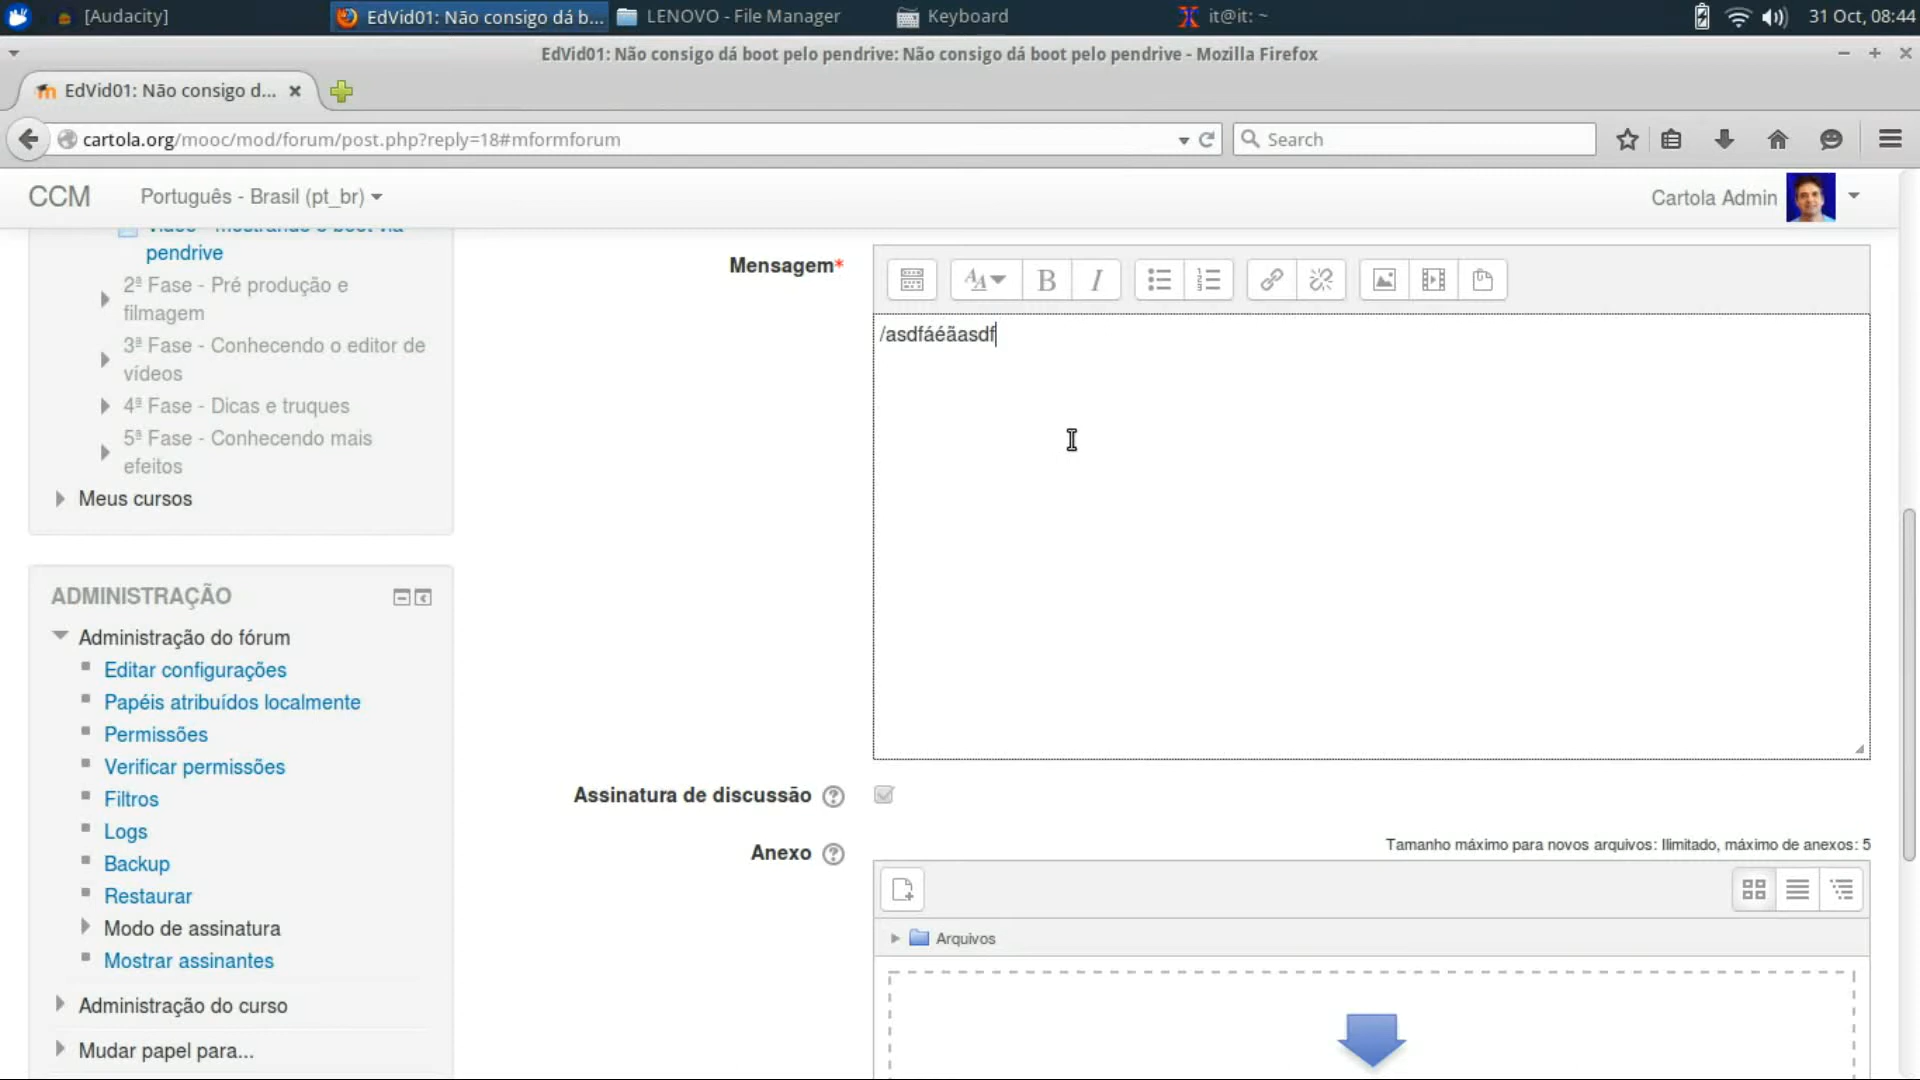 [Audacity]
EdVid01: Não consigo dá b...
LENOVO - File Manager
Keyboard
it@it: ~
31 Oct, 08:44
EdVid01: Não consigo dá boot pelo pendrive: Não consigo dá boot pelo pendrive - Mozilla Firefox
EdVid01: Não consigo d...
cartola.org/mooc/mod/forum/post.php?reply=18#mformforum
Search
CCM
Português - Brasil (pt_br)
Cartola Admin
pendrive
2ª Fase - Pré produção e
filmagem
3ª Fase - Conhecendo o editor de
vídeos
4ª Fase - Dicas e truques
5ª Fase - Conhecendo mais
efeitos
Meus cursos
ADMINISTRAÇÃO
Administração do fórum
Editar configurações
Papéis atribuídos localmente
Permissões
Verificar permissões
Filtros
Logs
Backup
Restaurar
Modo de assinatura
Mostrar assinantes
Administração do curso
Mudar papel para...
Mensagem*
/asdfáéãasdf
Assinatura de discussão
Anexo
Tamanho máximo para novos arquivos: Ilimitado, máximo de anexos: 5
Arquivos